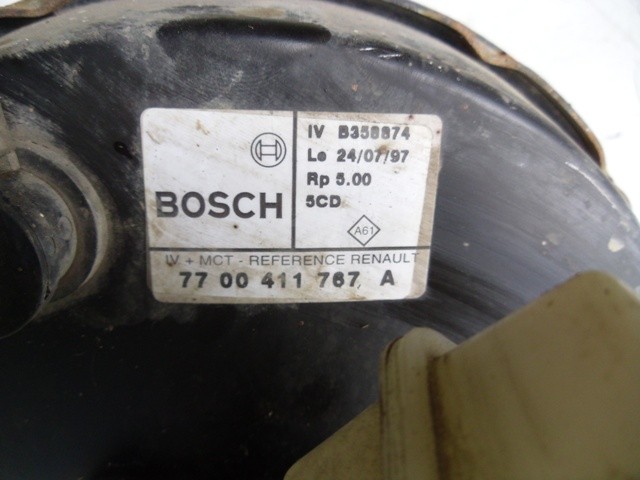 BOSCH
IV B358874
Le 24/07/97
Rp 5.00
5CD
A61
IV + MCT - REFERENCE RENAULT
77 00 411 767 A